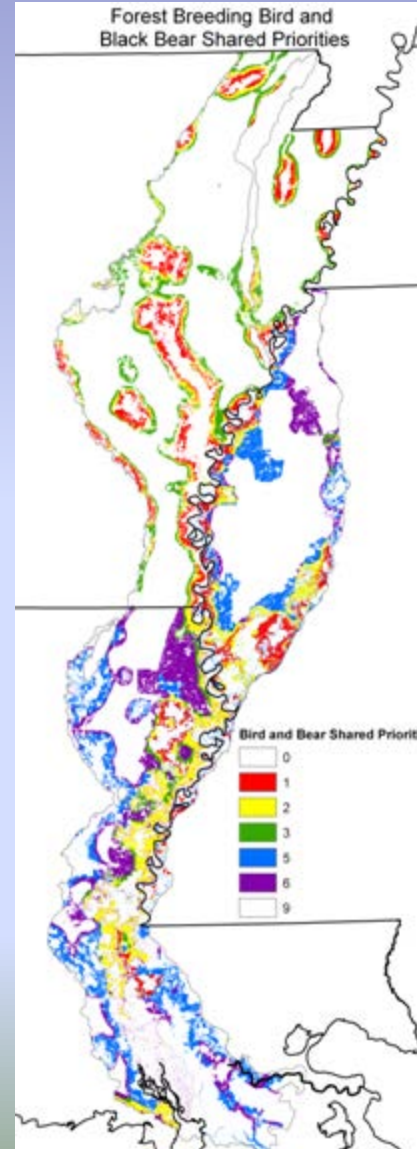 Forest Breeding Bird and
Black Bear Shared Priorities
Bird and Bear Shared Priorit
0
1
2
3
5
6
9